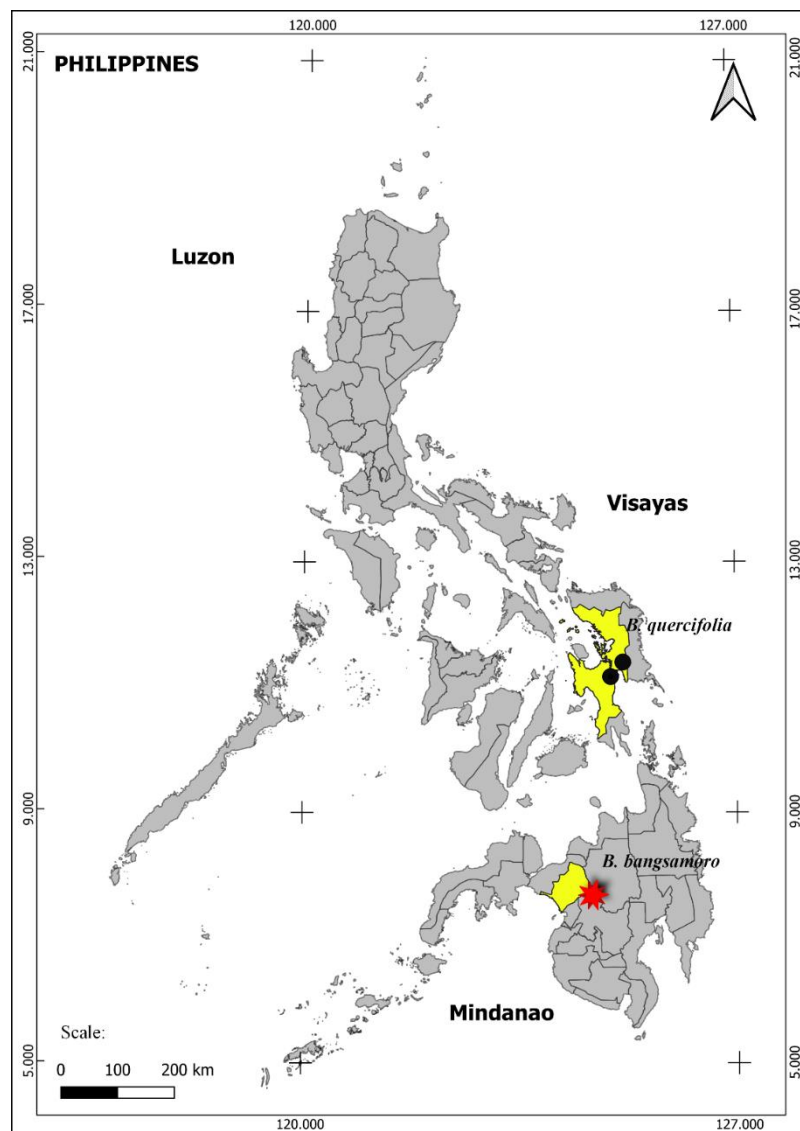 120.000 127.000
21.000 21.000
PHILIPPINES
Luzon
17.000 17.000
Visayas
13.000 13.000
B. quercifolia
9.000 9.000
B. bangsamoro
Mindanao
Scale:
0 100 200 km
5.000 5.000
120.000 127.000